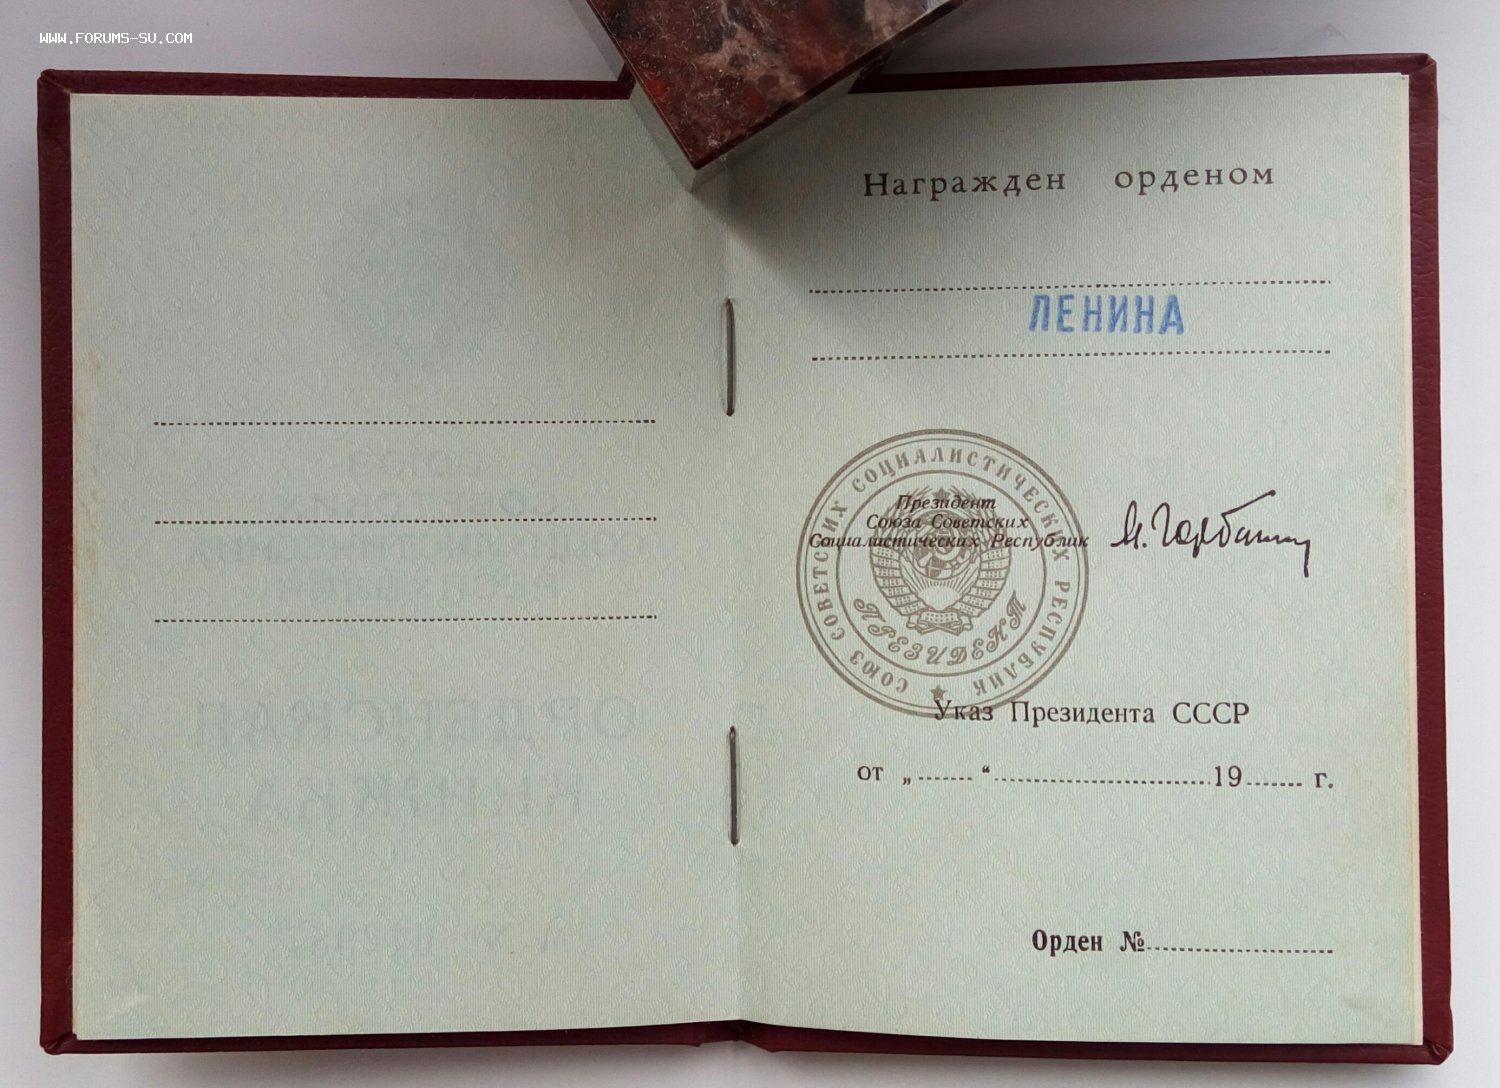 WWW.FORUMS-SU.COM
Награжден орденом
ЛЕНИНА
СОЮЗ СОВЕТСКИХ СОЦИАЛИСТИЧЕСКИХ РЕСПУБЛИК
Президент
Союза Советских
Социалистических Республик
М. Горбачев
ПРЕЗИДЕНТ
Указ Президента СССР
от „ “ 19 г.
Орден №